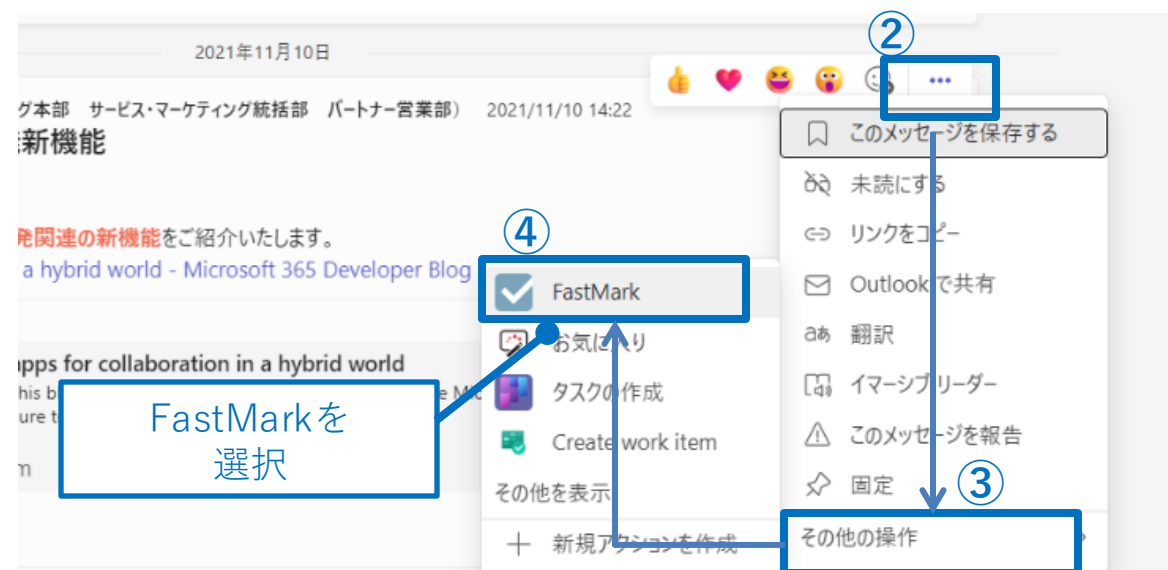 2021年11月10日
②
グ本部 サービス・マーケティング統括部 パートナー営業部) 2021/11/10 14:22
新機能
このメッセージを保存する
未読にする
④
発関連の新機能をご紹介いたします。
リンクをコピー
a hybrid world - Microsoft 365 Developer Blog
FastMark
Outlook で共有
お気に入り
aあ 翻訳
apps for collaboration in a hybrid world
タスクの作成
イマーシブ リーダー
his b
e Mic
ure t
FastMarkを
選択
Create work item
このメッセージを報告
m
その他を表示
固定
③
新規アクションを作成
その他の操作